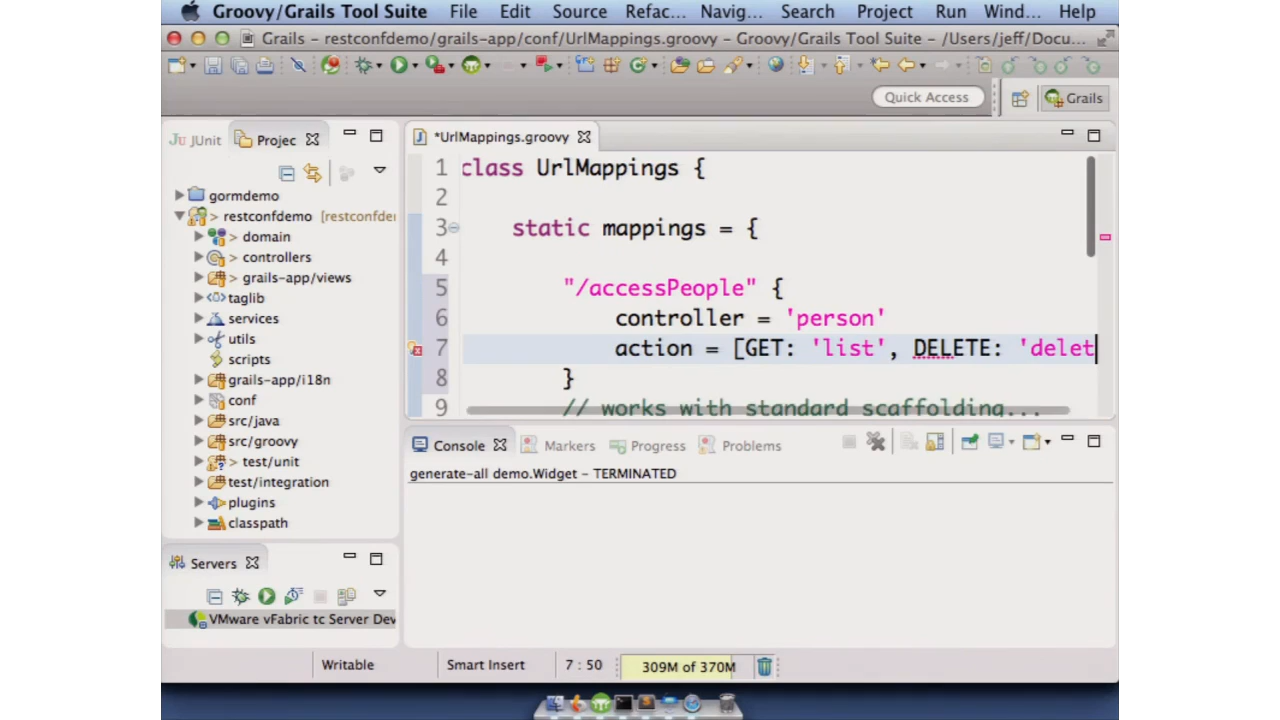 Groovy/Grails Tool Suite File Edit Source Refac... Navig... Search Project Run Wind... Help
Grails – restconfdemo/grails-app/conf/UrlMappings.groovy – Groovy/Grails Tool Suite – /Users/jeff/Docu...
Quick Access
Grails
JUnit
Projec
*UrlMappings.groovy
gormdemo
> restconfdemo [restconfde
> domain
> controllers
> grails-app/views
taglib
services
utils
scripts
grails-app/i18n
conf
src/java
src/groovy
> test/unit
test/integration
plugins
classpath
1 class UrlMappings {
2
3 static mappings = {
4
5 "/accessPeople" {
6 controller = 'person'
7 action = [GET: 'list', DELETE: 'delet
8 }
9 // works with standard scaffolding...
Console Markers Progress Problems
generate-all demo.Widget – TERMINATED
Servers
VMware vFabric tc Server Dev
Writable Smart Insert 7 : 50 309M of 370M